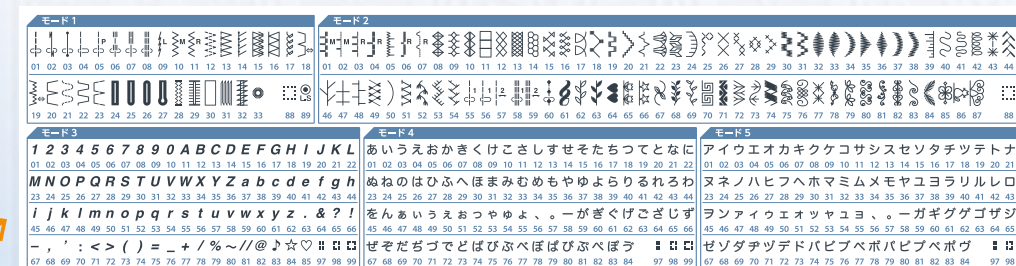 モード 1
P L M R
01 02 03 04 05 06 07 08 09 10 11 12 13 14 15 16 17 18
LS
19 20 21 22 23 24 25 26 27 28 29 30 31 32 33 88 89
モード 2
M M R R R
01 02 03 04 05 06 07 08 09 10 11 12 13 14 15 16 17 18 19 20 21 22 23 24 25 26 27 28 29 30 31 32 33 34 35 36 37 38 39 40 41 42 43 44
1 1 2 1 2
46 47 48 49 50 51 52 53 54 55 56 57 58 59 60 61 62 63 64 65 66 67 68 69 70 71 72 73 74 75 76 77 78 79 80 81 82 83 84 85 86 87 88
モード 3
1 2 3 4 5 6 7 8 9 0 A B C D E F G H I J K L
01 02 03 04 05 06 07 08 09 10 11 12 13 14 15 16 17 18 19 20 21 22
M N O P Q R S T U V W X Y Z a b c d e f g h
23 24 25 26 27 28 29 30 31 32 33 34 35 36 37 38 39 40 41 42 43 44
i j k l m n o p q r s t u v w x y z . & ? !
45 46 47 48 49 50 51 52 53 54 55 56 57 58 59 60 61 62 63 64 65 66
– , ' : < > ( ) = _ + / % ~ // @ ♪ ☆ ♡
67 68 69 70 71 72 73 74 75 76 77 78 79 80 81 82 83 84 85 97 98 99
モード 4
あいうえおかきくけこさしすせそたちつてとなに
01 02 03 04 05 06 07 08 09 10 11 12 13 14 15 16 17 18 19 20 21 22
ぬねのはひふへほまみむめもやゆよらりるれろわ
23 24 25 26 27 28 29 30 31 32 33 34 35 36 37 38 39 40 41 42 43 44
をんぁぃぅぇぉっゃゅょ、。ーがぎぐげござじず
45 46 47 48 49 50 51 52 53 54 55 56 57 58 59 60 61 62 63 64 65 66
ぜぞだぢづでどばびぶべぼぱぴぷぺぽゔ
67 68 69 70 71 72 73 74 75 76 77 78 79 80 81 82 83 84 97 98 99
モード 5
アイウエオカキクケコサシスセソタチツテトナ
01 02 03 04 05 06 07 08 09 10 11 12 13 14 15 16 17 18 19 20 21
ヌネノハヒフヘホマミムメモヤユヨラリルレロ
23 24 25 26 27 28 29 30 31 32 33 34 35 36 37 38 39 40 41 42 43
ヲンァィゥェォッャュョ、。ーガギグゲゴザジ
45 46 47 48 49 50 51 52 53 54 55 56 57 58 59 60 61 62 63 64 65
ゼゾダヂヅデドバビブベボパピプペポヴ
67 68 69 70 71 72 73 74 75 76 77 78 79 80 81 82 83 84 97 98